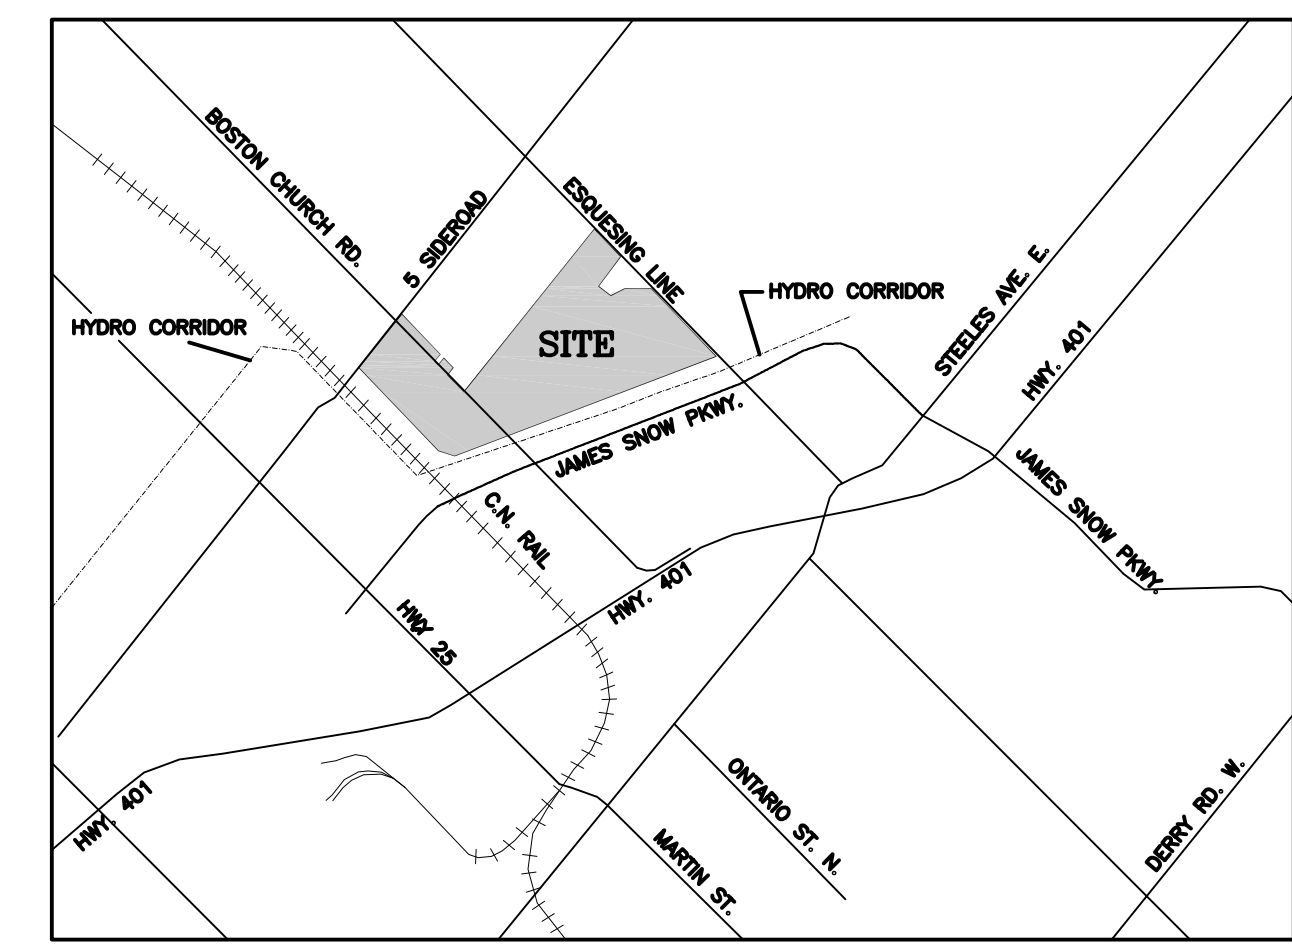 BOSTON CHURCH RD.
5 SIDEROAD
ESQUESING LINE
HYDRO CORRIDOR
HYDRO CORRIDOR
SITE
STEELES AVE. E.
HWY. 401
JAMES SNOW PKWY.
JAMES SNOW PKWY.
C.N. RAIL
HWY. 401
HWY 25
HWY. 401
ONTARIO ST. N.
MARTIN ST.
DERRY RD. W.